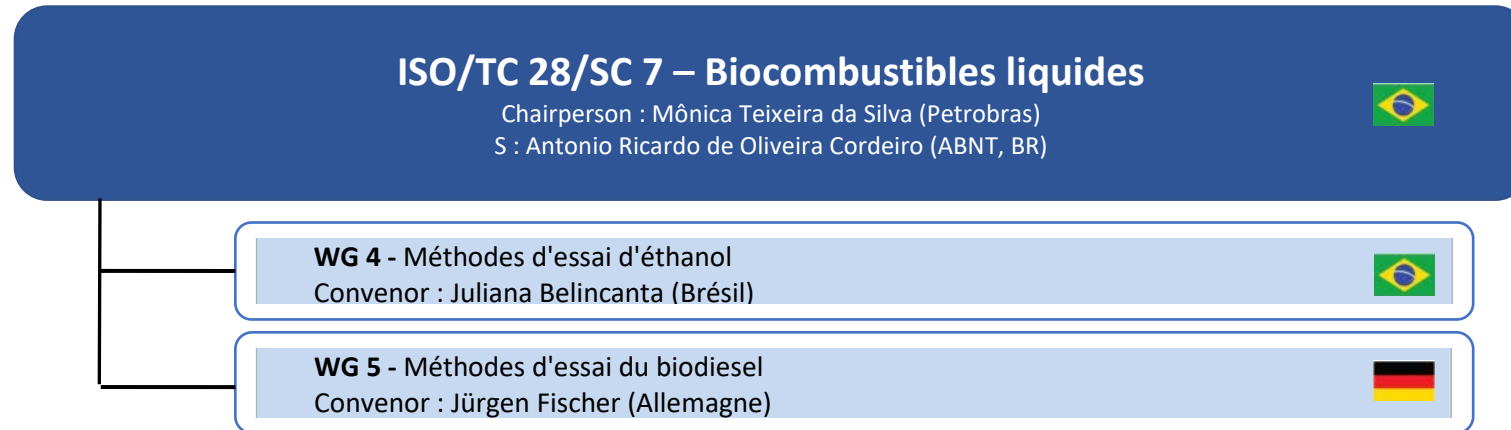 ISO/TC 28/SC 7 – Biocombustibles liquides
Chairperson : Mônica Teixeira da Silva (Petrobras)
S : Antonio Ricardo de Oliveira Cordeiro (ABNT, BR)
WG 4 - Méthodes d'essai d'éthanol
Convenor : Juliana Belincanta (Brésil)
WG 5 - Méthodes d'essai du biodiesel
Convenor : Jürgen Fischer (Allemagne)